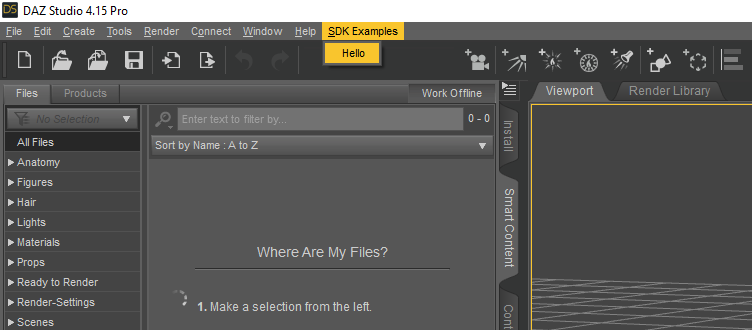 DS DAZ Studio 4.15 Pro
File Edit Create Tools Render Connect Window Help SDK Examples
Hello
Files Products Work Offline
Viewport Render Library
No Selection
Enter text to filter by... 0 - 0
All Files
Sort by Name : A to Z
Anatomy
Figures
Hair
Lights
Materials
Props
Ready to Render
Render-Settings
Scenes
Where Are My Files?
1. Make a selection from the left.
Install
Smart Content